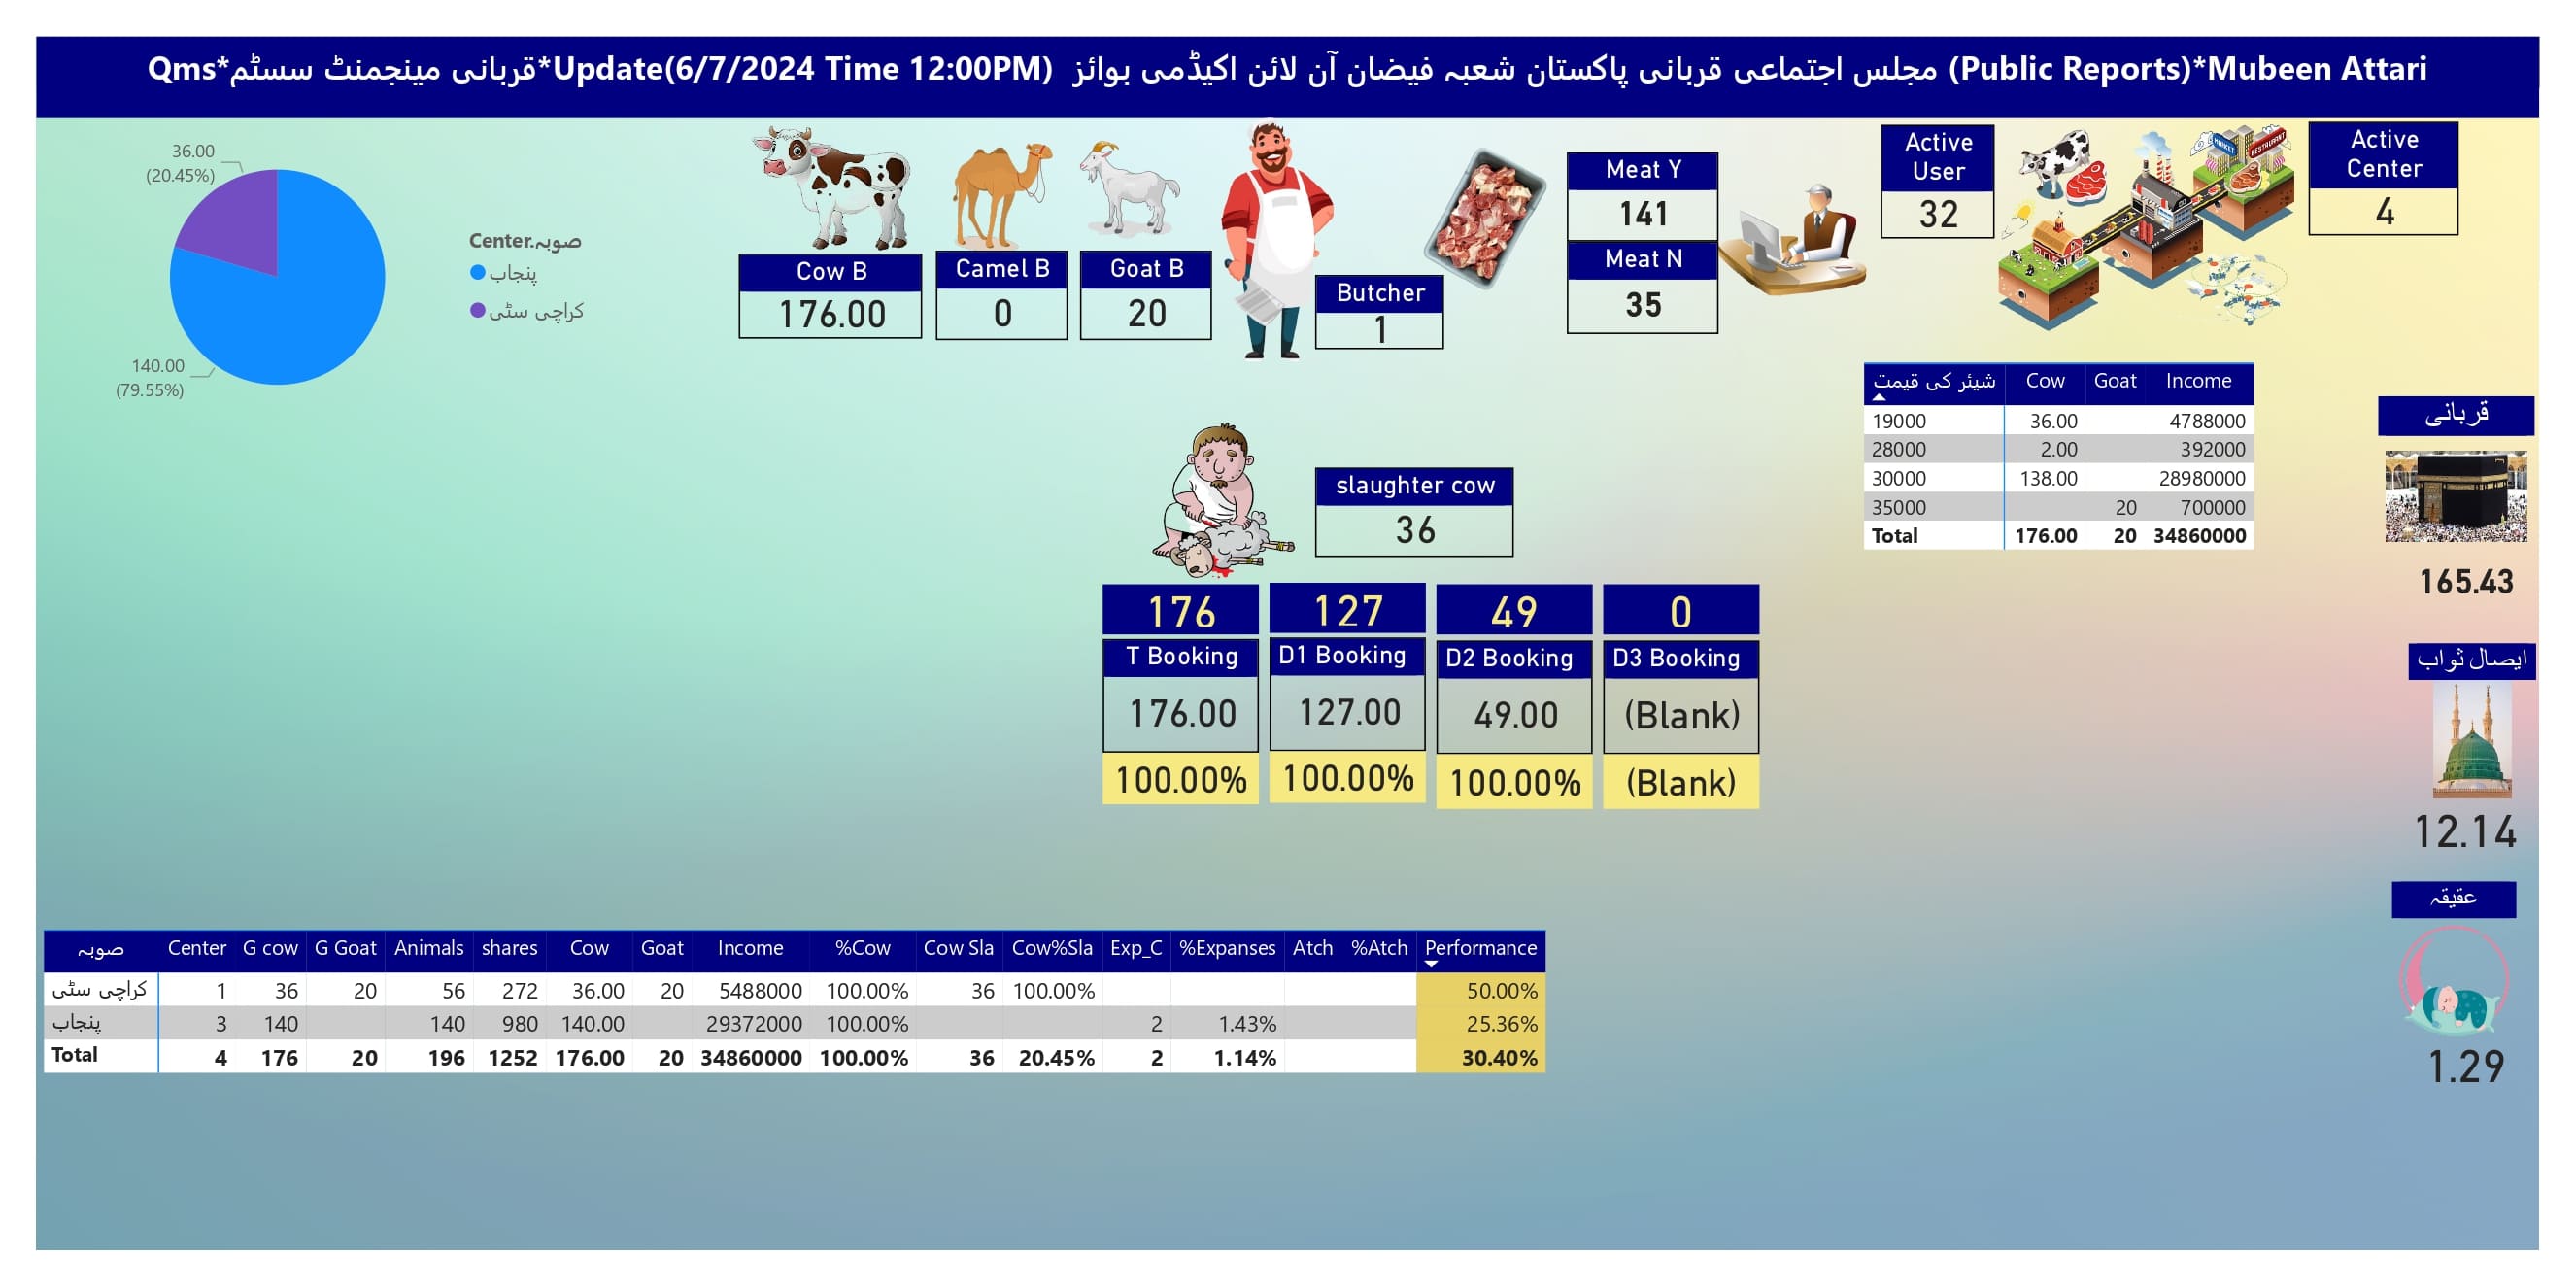 Qms*قربانی مینجمنٹ سسٹم*Update(6/7/2024 Time 12:00PM) مجلس اجتماعی قربانی پاکستان شعبہ فیضان آن لائن اکیڈمی بوائز (Public Reports)*Mubeen Attari
36.00
(20.45%)
140.00
(79.55%)
Center.صوبہ
پنجاب
کراچی سٹی
Cow B
176.00
Camel B
0
Goat B
20
Butcher
1
Meat Y
141
Meat N
35
Active
User
32
MARKET
RESTAURANT
Active
Center
4
شیئر کی قیمت Cow Goat Income
19000 36.00 4788000
28000 2.00 392000
30000 138.00 28980000
35000 20 700000
Total 176.00 20 34860000
قربانی
165.43
slaughter cow
36
176 127 49 0
T Booking D1 Booking D2 Booking D3 Booking
176.00 127.00 49.00 (Blank)
100.00% 100.00% 100.00% (Blank)
ایصال ثواب
12.14
عقیقہ
1.29
صوبہ Center G cow G Goat Animals shares Cow Goat Income %Cow Cow Sla Cow%Sla Exp_C %Expanses Atch %Atch Performance
کراچی سٹی 1 36 20 56 272 36.00 20 5488000 100.00% 36 100.00% 50.00%
پنجاب 3 140 140 980 140.00 29372000 100.00% 2 1.43% 25.36%
Total 4 176 20 196 1252 176.00 20 34860000 100.00% 36 20.45% 2 1.14% 30.40%